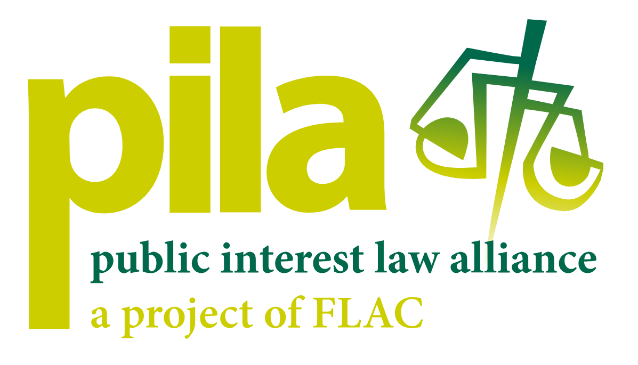 pila
public interest law alliance
a project of FLAC